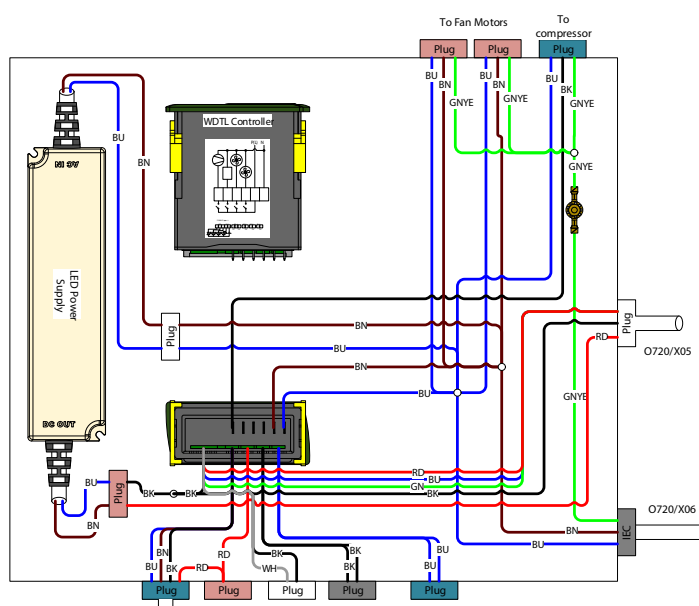 To Fan Motors
To
compressor
Plug
Plug
Plug
BU
BN
BU
BN
BU
BK
GNYE
GNYE
GNYE
GNYE
WDTL Controller
BU
BN
AC IN
LED Power
Supply
DC OUT
Plug
BN
BU
BN
BU
Plug
RD
O720/X05
GNYE
RD
BU
GN
BK
BU
Plug
BK
BK
BN
O720/X06
IEC
BN
BU
BU
BN
BK
RD
RD
WH
BK
BK
BK
BU
BU
Plug
Plug
Plug
Plug
Plug